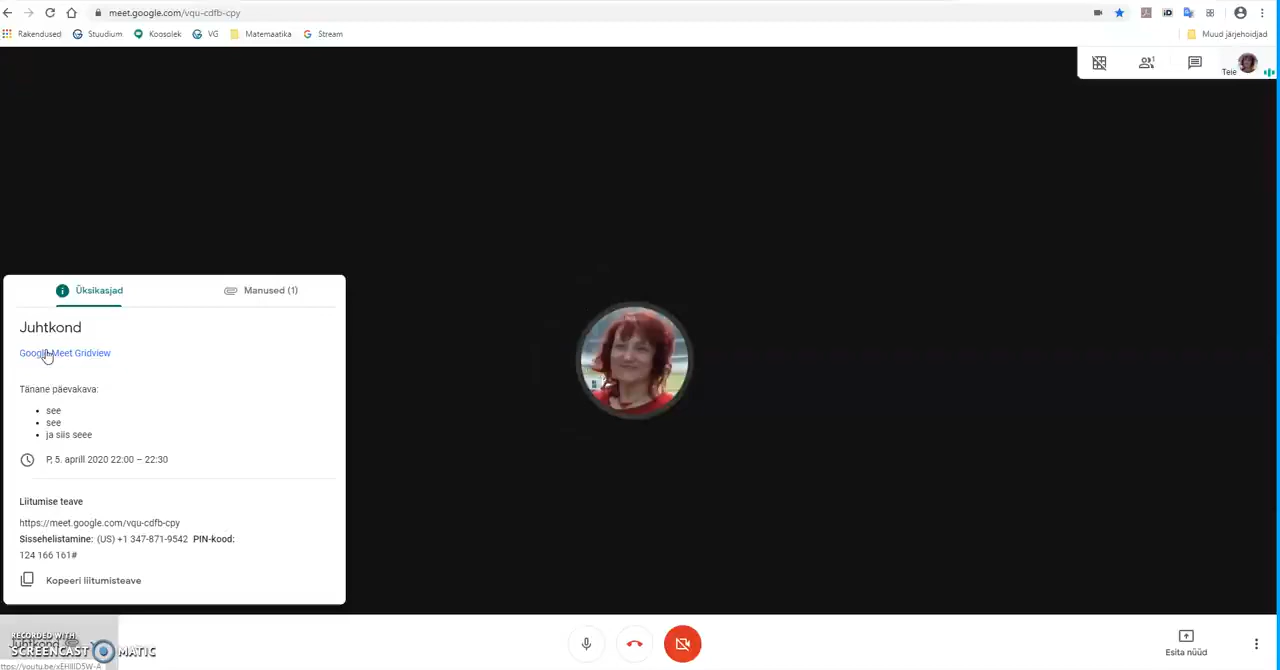 meet.google.com/vqu-cdfb-cpy
Rakendused Stuudium Koosolek VG Matemaatika Stream Muud järjehoidjad
Teie
Üksikasjad Manused (1)
Juhtkond
Google Meet Gridview
Tänane päevakava:
see
see
ja siis seee
P, 5. aprill 2020 22:00 – 22:30
Liitumise teave
https://meet.google.com/vqu-cdfb-cpy
Sissehelistamine: (US) +1 347-871-9542 PIN-kood:
124 166 161#
Kopeeri liitumisteave
RECORDED WITH
Juhtkond
SCREENCAST MATIC
Esita nüüd